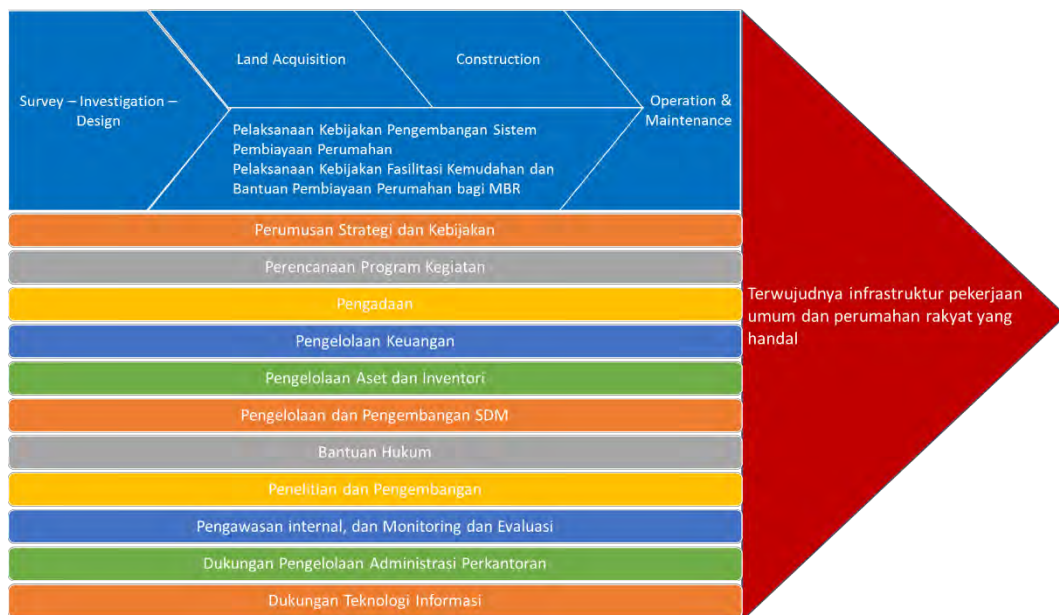 Land Acquisition
Construction
Survey – Investigation –
Design
Operation &
Maintenance
Pelaksanaan Kebijakan Pengembangan Sistem
Pembiayaan Perumahan
Pelaksanaan Kebijakan Fasilitasi Kemudahan dan
Bantuan Pembiayaan Perumahan bagi MBR
Perumusan Strategi dan Kebijakan
Perencanaan Program Kegiatan
Pengadaan
Pengelolaan Keuangan
Pengelolaan Aset dan Inventori
Pengelolaan dan Pengembangan SDM
Bantuan Hukum
Penelitian dan Pengembangan
Pengawasan internal, dan Monitoring dan Evaluasi
Dukungan Pengelolaan Administrasi Perkantoran
Dukungan Teknologi Informasi
Terwujudnya infrastruktur pekerjaan
umum dan perumahan rakyat yang
handal